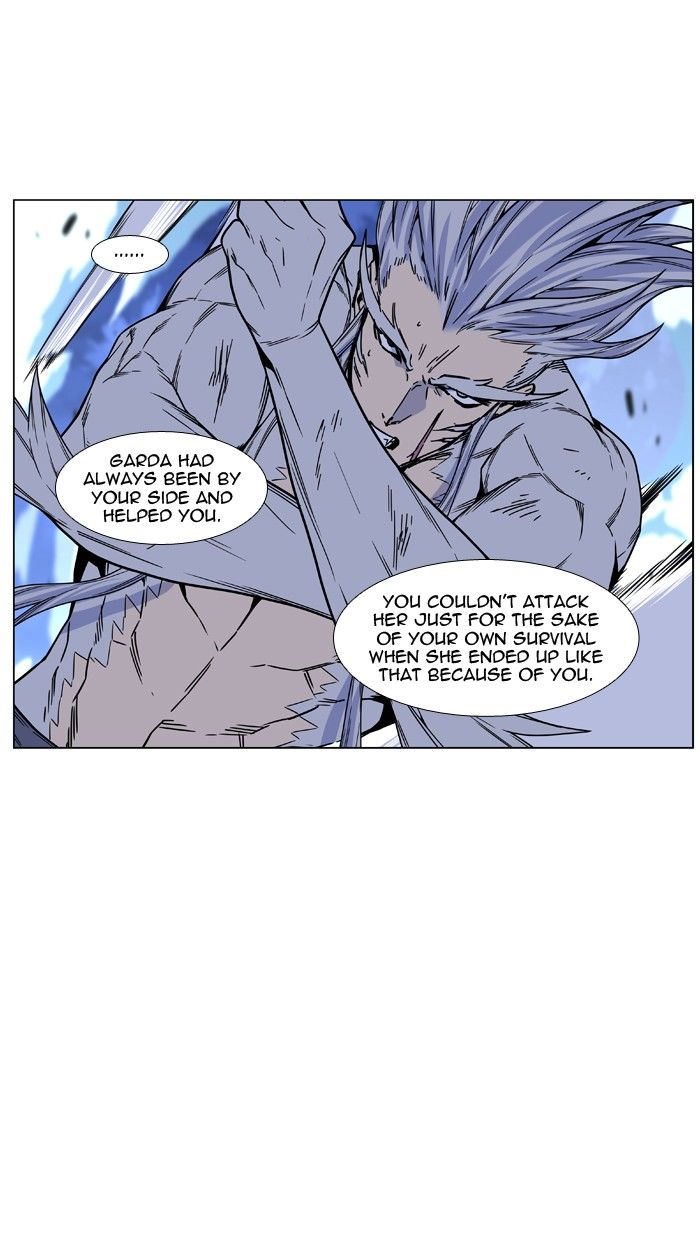 ......
GARDA HAD
ALWAYS BEEN BY
YOUR SIDE AND
HELPED YOU.
YOU COULDN'T ATTACK
HER JUST FOR THE SAKE
OF YOUR OWN SURVIVAL
WHEN SHE ENDED UP LIKE
THAT BECAUSE OF YOU.